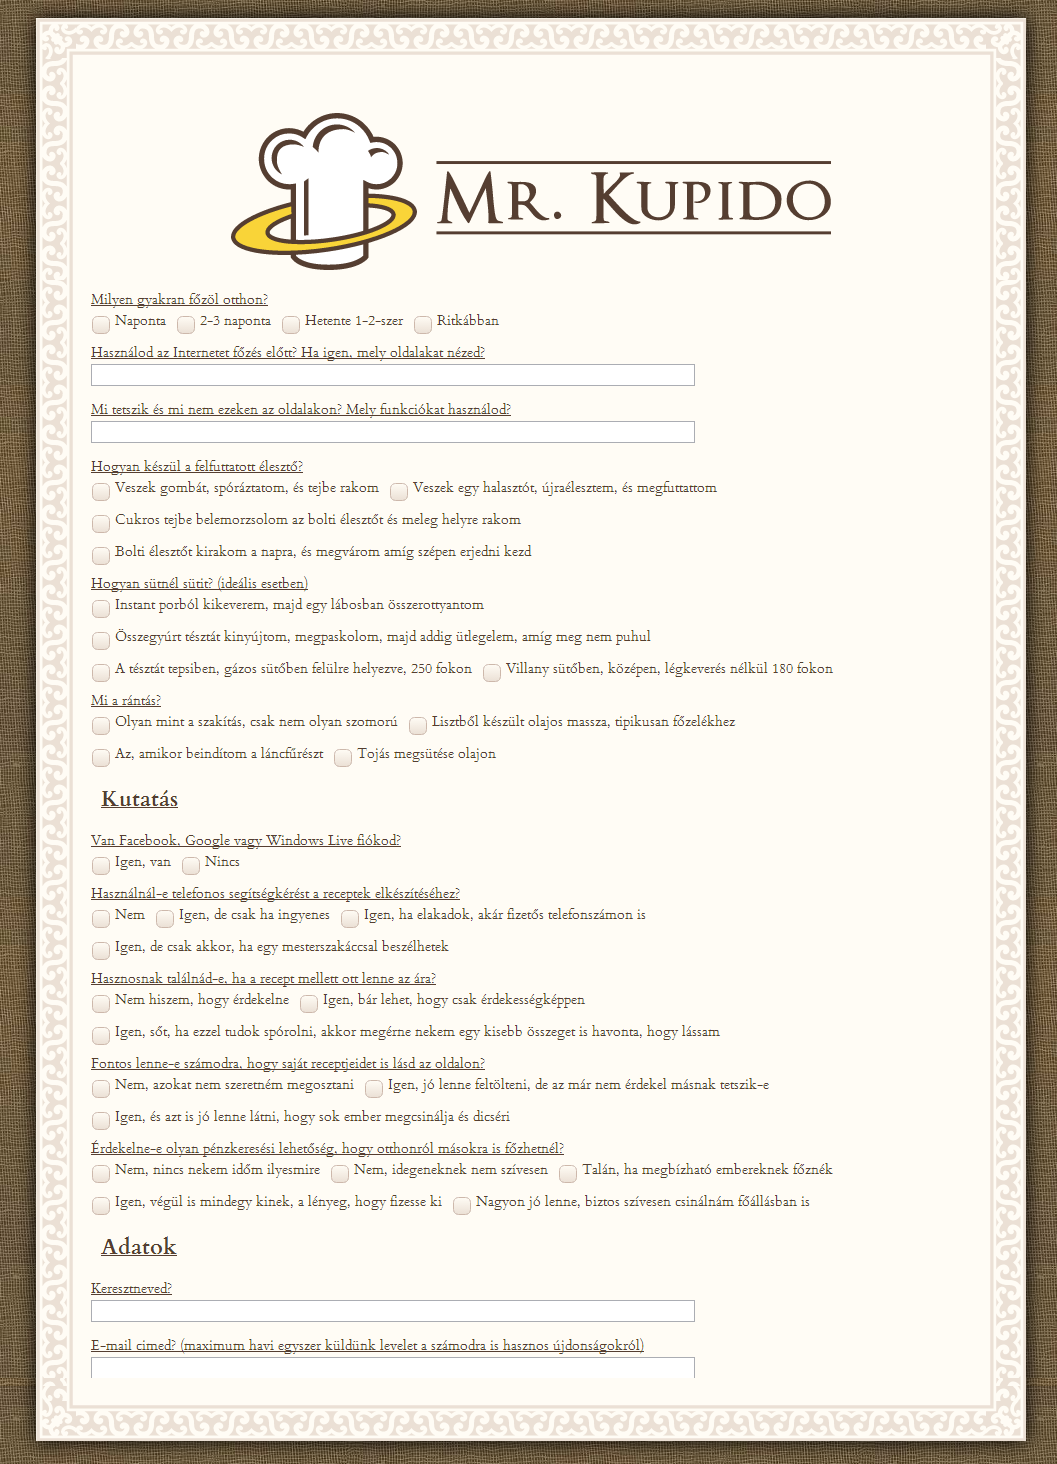 MR. KUPIDO
Milyen gyakran főzöl otthon?
Naponta 2-3 naponta Hetente 1-2-szer Ritkábban
Használod az Internetet főzés előtt? Ha igen, mely oldalakat nézed?
Mi tetszik és mi nem ezeken az oldalakon? Mely funkciókat használod?
Hogyan készül a felfuttatott élesztő?
Veszek gombát, spóráztatom, és tejbe rakom Veszek egy halasztót, újraélesztem, és megfuttattom
Cukros tejbe belemorzsolom az bolti élesztőt és meleg helyre rakom
Bolti élesztőt kirakom a napra, és megvárom amíg szépen erjedni kezd
Hogyan sütnél sütit? (ideális esetben)
Instant porból kikeverem, majd egy lábosban összerottyantom
Összegyúrt tésztát kinyújtom, megpaskolom, majd addig ütlegelem, amíg meg nem puhul
A tésztát tepsiben, gázos sütőben felülre helyezve, 250 fokon Villany sütőben, középen, légkeverés nélkül 180 fokon
Mi a rántás?
Olyan mint a szakítás, csak nem olyan szomorú Lisztből készült olajos massza, tipikusan főzelékhez
Az, amikor beindítom a láncfűrészt Tojás megsütése olajon
Kutatás
Van Facebook, Google vagy Windows Live fiókod?
Igen, van Nincs
Használnál-e telefonos segítségkérést a receptek elkészítéséhez?
Nem Igen, de csak ha ingyenes Igen, ha elakadok, akár fizetős telefonszámon is
Igen, de csak akkor, ha egy mesterszakáccsal beszélhetek
Hasznosnak találnád-e, ha a recept mellett ott lenne az ára?
Nem hiszem, hogy érdekelne Igen, bár lehet, hogy csak érdekességképpen
Igen, sőt, ha ezzel tudok spórolni, akkor megérne nekem egy kisebb összeget is havonta, hogy lássam
Fontos lenne-e számodra, hogy saját receptjeidet is lásd az oldalon?
Nem, azokat nem szeretném megosztani Igen, jó lenne feltölteni, de az már nem érdekel másnak tetszik-e
Igen, és azt is jó lenne látni, hogy sok ember megcsinálja és dicséri
Érdekelne-e olyan pénzkeresési lehetőség, hogy otthonról másokra is főzhetnél?
Nem, nincs nekem időm ilyesmire Nem, idegeneknek nem szívesen Talán, ha megbízható embereknek főznék
Igen, végül is mindegy kinek, a lényeg, hogy fizesse ki Nagyon jó lenne, biztos szívesen csinálnám főállásban is
Adatok
Keresztneved?
E-mail cimed? (maximum havi egyszer küldünk levelet a számodra is hasznos újdonságokról)